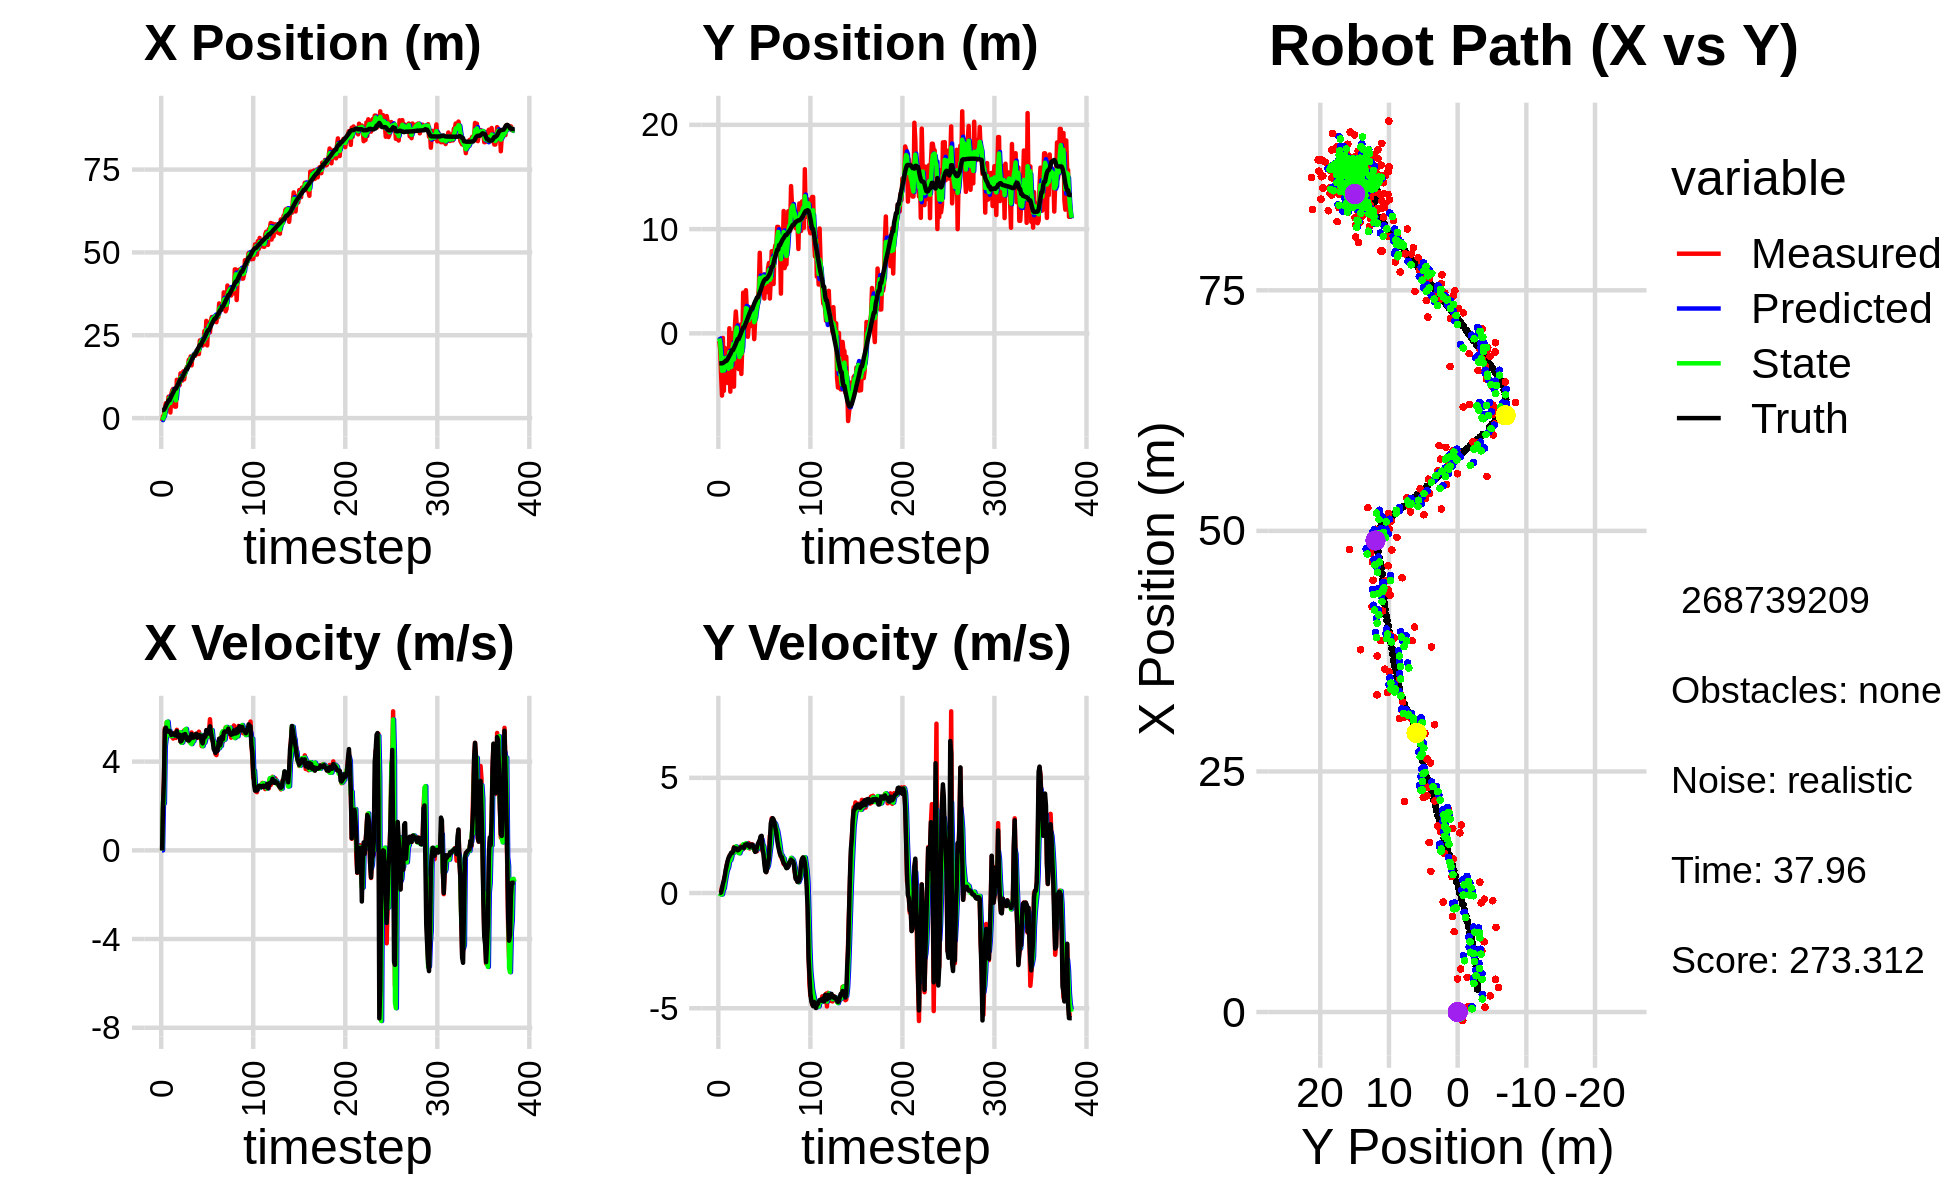 X Position (m)
75
50
25
0
0
100
200
300
400
timestep
Y Position (m)
20
10
0
0
100
200
300
400
timestep
X Velocity (m/s)
4
0
-4
-8
0
100
200
300
400
timestep
Y Velocity (m/s)
5
0
-5
0
100
200
300
400
timestep
Robot Path (X vs Y)
X Position (m)
75
50
25
0
20 10 0 -10 -20
Y Position (m)
variable
Measured
Predicted
State
Truth
268739209
Obstacles: none
Noise: realistic
Time: 37.96
Score: 273.312